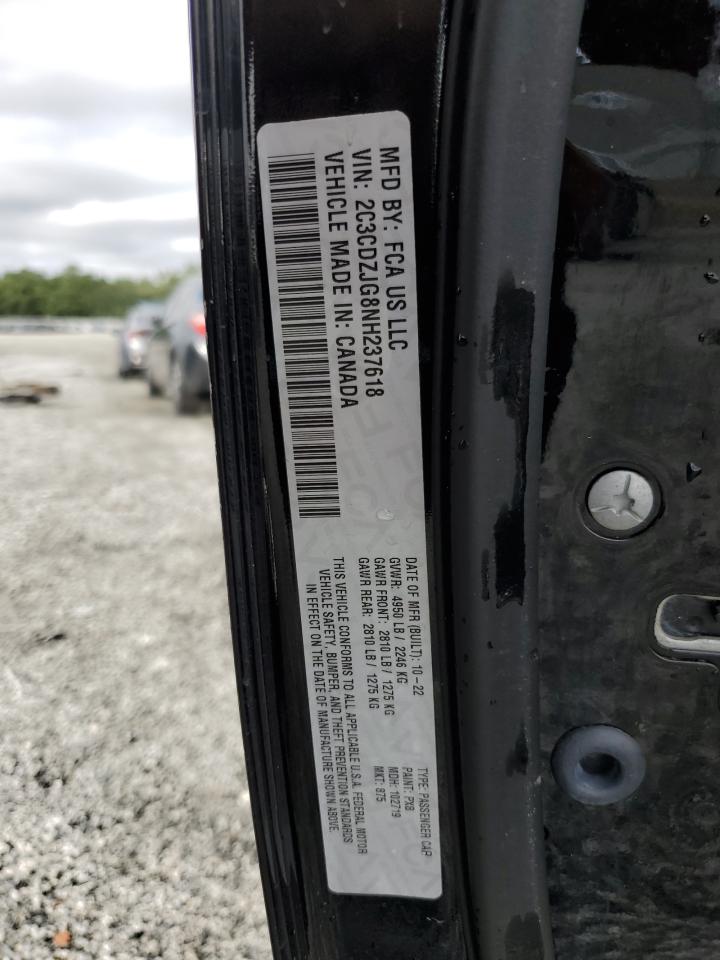 MFD BY: FCA US LLC
VIN: 2C3CDZJG8NH237618
VEHICLE MADE IN: CANADA
DATE OF MFR (BUILT): 10-22
GVWR: 4950 LB / 2246 KG
GAWR FRONT: 2810 LB / 1275 KG
GAWR REAR: 2810 LB / 1275 KG
THIS VEHICLE CONFORMS TO ALL APPLICABLE U.S.A. FEDERAL MOTOR
VEHICLE SAFETY, BUMPER, AND THEFT PREVENTION STANDARDS
IN EFFECT ON THE DATE OF MANUFACTURE SHOWN ABOVE.
TYPE: PASSENGER CAR
PAINT: PX8
MDH: 102719
MKT: 875